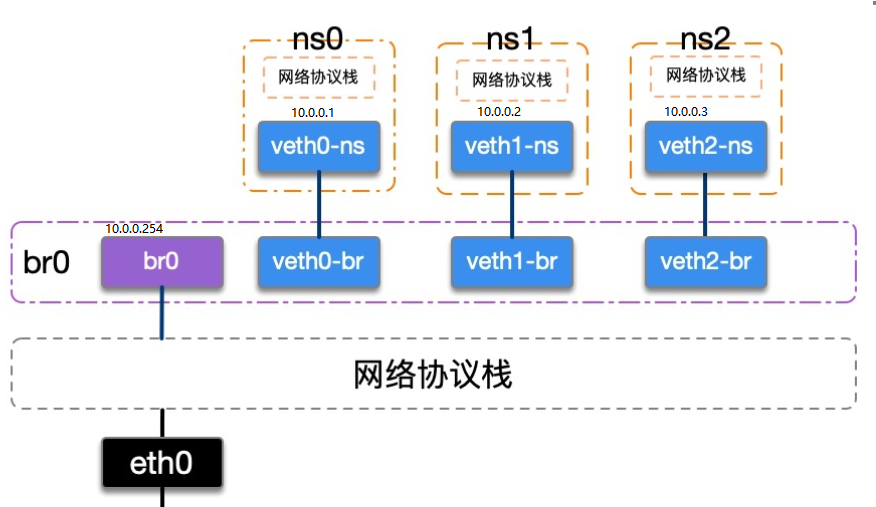 ns0
ns1
ns2
网络协议栈
网络协议栈
网络协议栈
10.0.0.1
10.0.0.2
10.0.0.3
veth0-ns
veth1-ns
veth2-ns
10.0.0.254
br0
br0
veth0-br
veth1-br
veth2-br
网络协议栈
eth0